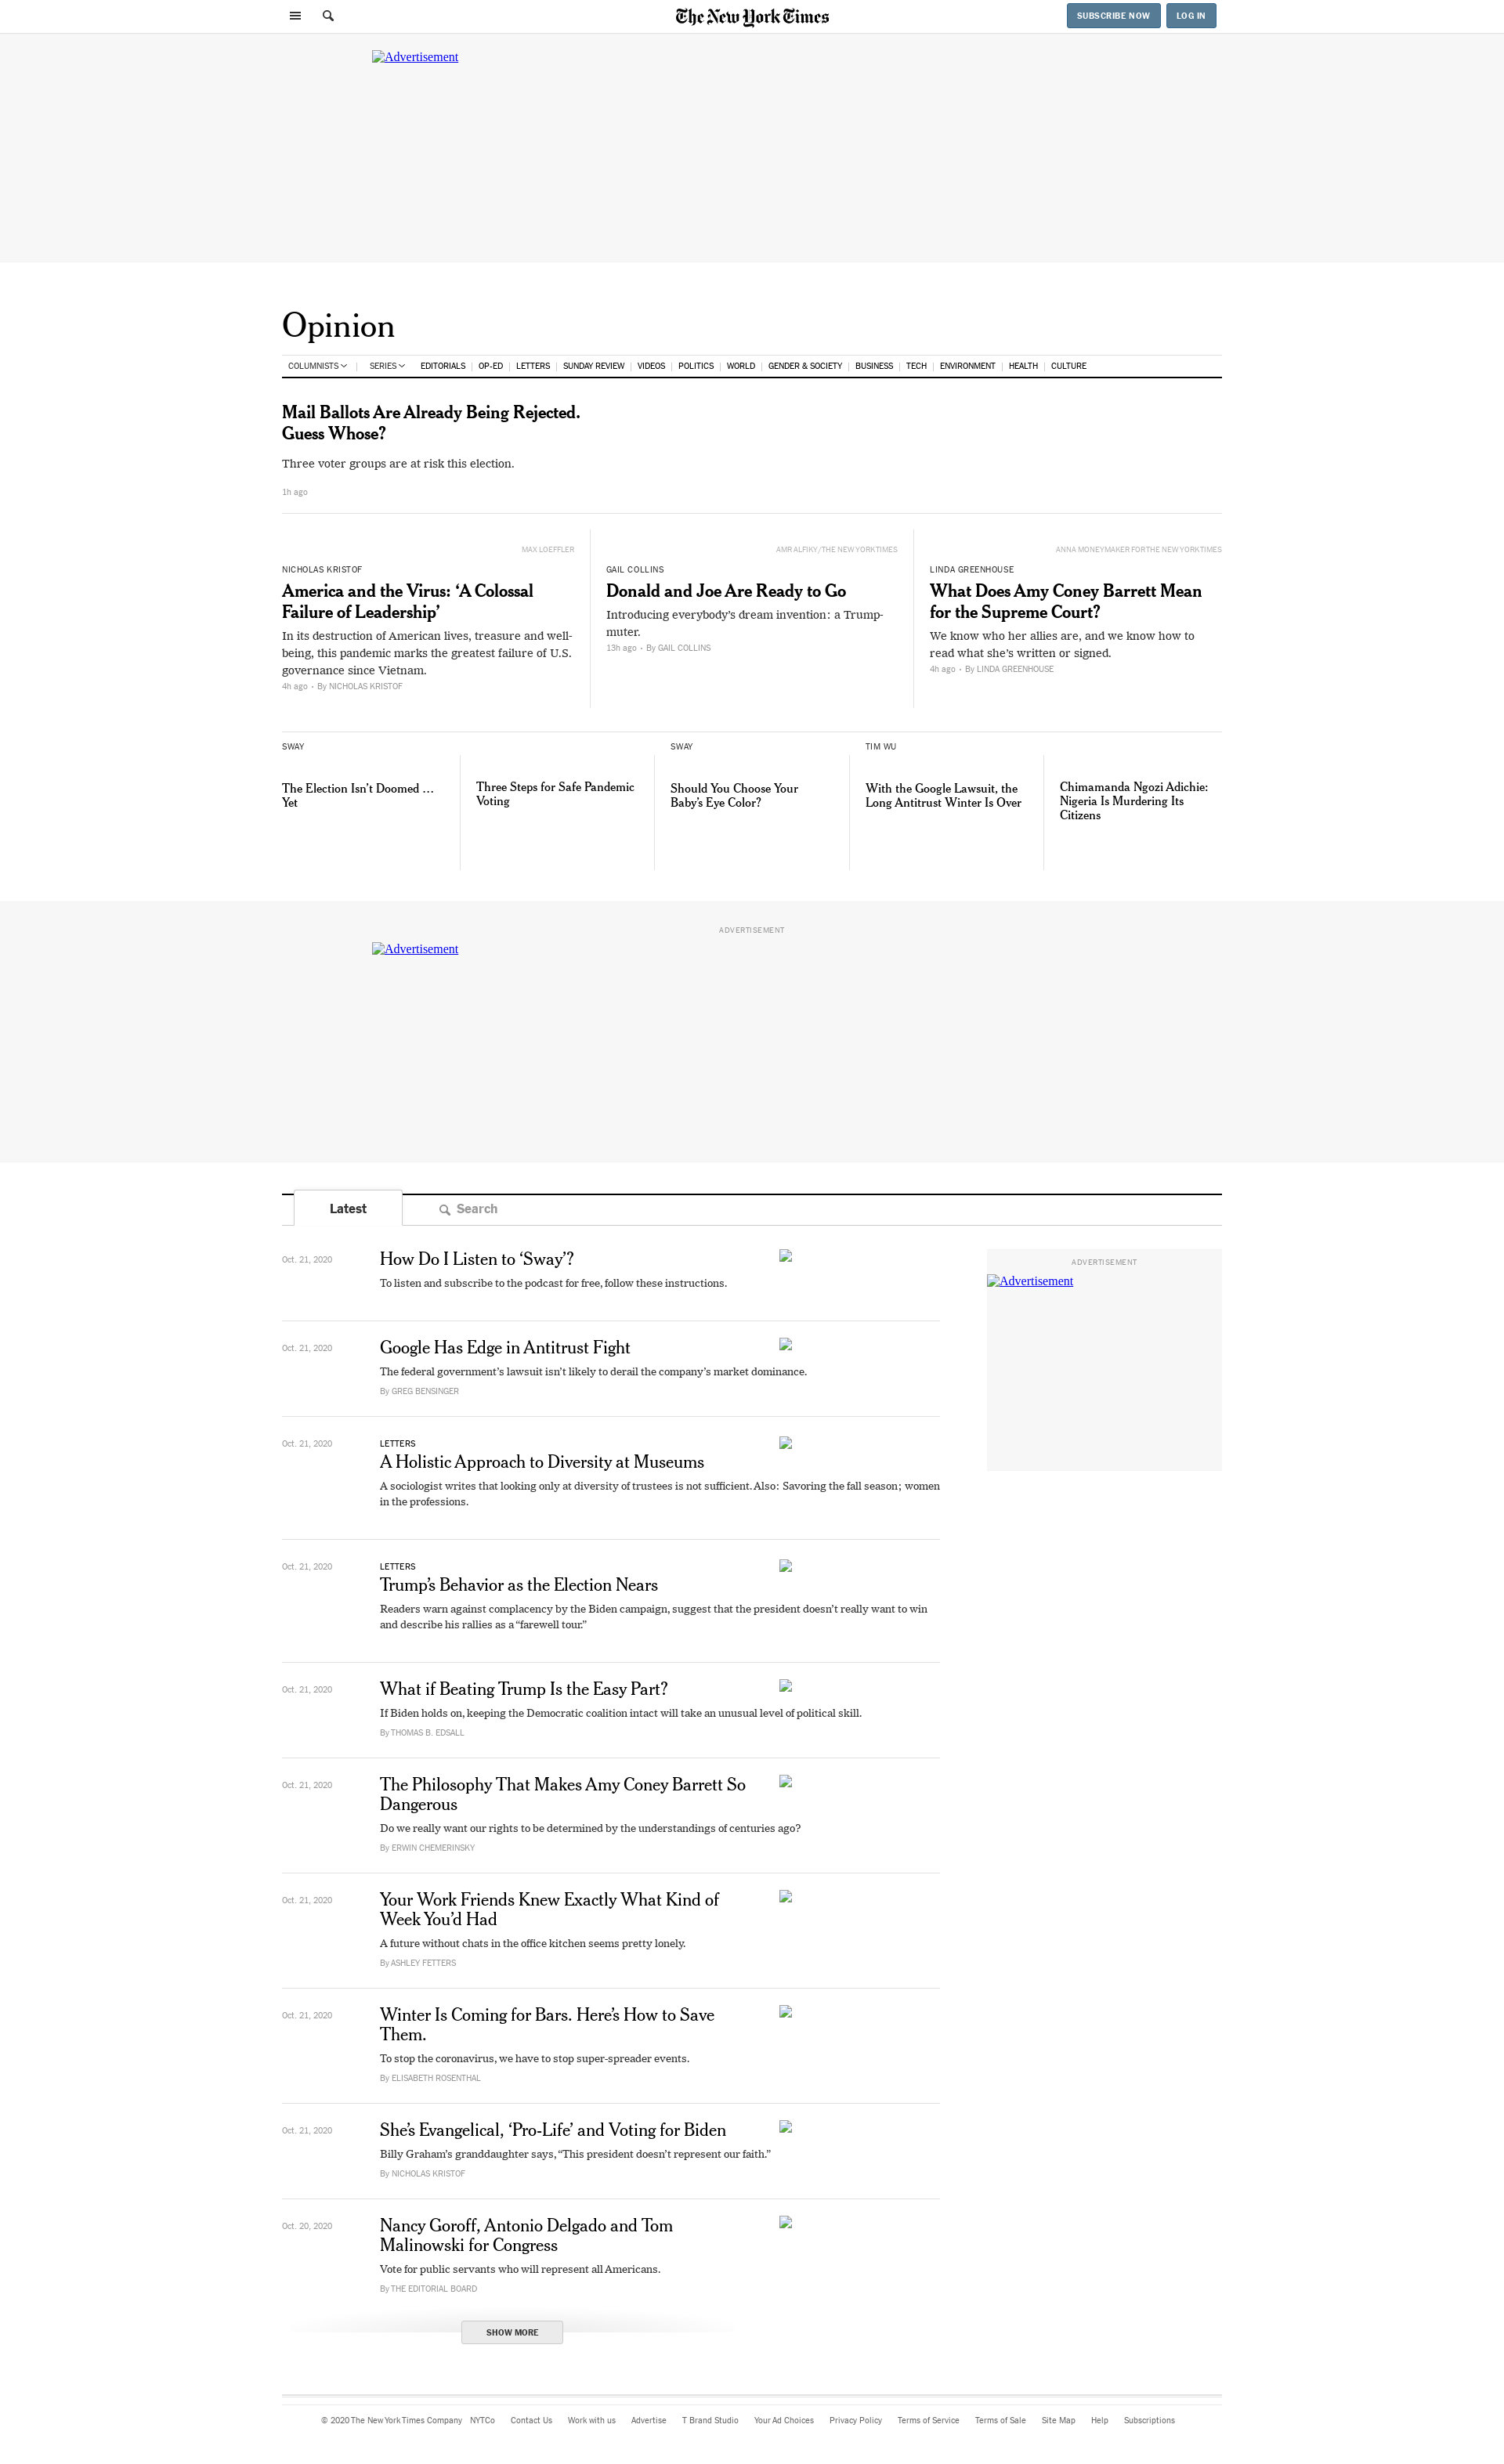 The New York Times
SUBSCRIBE NOW
LOG IN
Advertisement
Opinion
COLUMNISTS | SERIES EDITORIALS | OP-ED | LETTERS | SUNDAY REVIEW | VIDEOS | POLITICS | WORLD | GENDER & SOCIETY | BUSINESS | TECH | ENVIRONMENT | HEALTH | CULTURE
Mail Ballots Are Already Being Rejected.
Guess Whose?
Three voter groups are at risk this election.
1h ago
MAX LOEFFLER
NICHOLAS KRISTOF
America and the Virus: ‘A Colossal
Failure of Leadership’
In its destruction of American lives, treasure and well-
being, this pandemic marks the greatest failure of U.S.
governance since Vietnam.
4h ago • By NICHOLAS KRISTOF
AMR ALFIKY/THE NEW YORK TIMES
GAIL COLLINS
Donald and Joe Are Ready to Go
Introducing everybody’s dream invention: a Trump-
muter.
13h ago • By GAIL COLLINS
ANNA MONEYMAKER FOR THE NEW YORK TIMES
LINDA GREENHOUSE
What Does Amy Coney Barrett Mean
for the Supreme Court?
We know who her allies are, and we know how to
read what she’s written or signed.
4h ago • By LINDA GREENHOUSE
SWAY
The Election Isn’t Doomed …
Yet
Three Steps for Safe Pandemic
Voting
SWAY
Should You Choose Your
Baby’s Eye Color?
TIM WU
With the Google Lawsuit, the
Long Antitrust Winter Is Over
Chimamanda Ngozi Adichie:
Nigeria Is Murdering Its
Citizens
ADVERTISEMENT
Advertisement
Latest
Search
Oct. 21, 2020
How Do I Listen to ‘Sway’?
To listen and subscribe to the podcast for free, follow these instructions.
ADVERTISEMENT
Advertisement
Oct. 21, 2020
Google Has Edge in Antitrust Fight
The federal government’s lawsuit isn’t likely to derail the company’s market dominance.
By GREG BENSINGER
Oct. 21, 2020
LETTERS
A Holistic Approach to Diversity at Museums
A sociologist writes that looking only at diversity of trustees is not sufficient. Also: Savoring the fall season; women
in the professions.
Oct. 21, 2020
LETTERS
Trump’s Behavior as the Election Nears
Readers warn against complacency by the Biden campaign, suggest that the president doesn’t really want to win
and describe his rallies as a “farewell tour.”
Oct. 21, 2020
What if Beating Trump Is the Easy Part?
If Biden holds on, keeping the Democratic coalition intact will take an unusual level of political skill.
By THOMAS B. EDSALL
Oct. 21, 2020
The Philosophy That Makes Amy Coney Barrett So
Dangerous
Do we really want our rights to be determined by the understandings of centuries ago?
By ERWIN CHEMERINSKY
Oct. 21, 2020
Your Work Friends Knew Exactly What Kind of
Week You’d Had
A future without chats in the office kitchen seems pretty lonely.
By ASHLEY FETTERS
Oct. 21, 2020
Winter Is Coming for Bars. Here’s How to Save
Them.
To stop the coronavirus, we have to stop super-spreader events.
By ELISABETH ROSENTHAL
Oct. 21, 2020
She’s Evangelical, ‘Pro-Life’ and Voting for Biden
Billy Graham’s granddaughter says, “This president doesn’t represent our faith.”
By NICHOLAS KRISTOF
Oct. 20, 2020
Nancy Goroff, Antonio Delgado and Tom
Malinowski for Congress
Vote for public servants who will represent all Americans.
By THE EDITORIAL BOARD
SHOW MORE
© 2020 The New York Times Company NYTCo Contact Us Work with us Advertise T Brand Studio Your Ad Choices Privacy Policy Terms of Service Terms of Sale Site Map Help Subscriptions